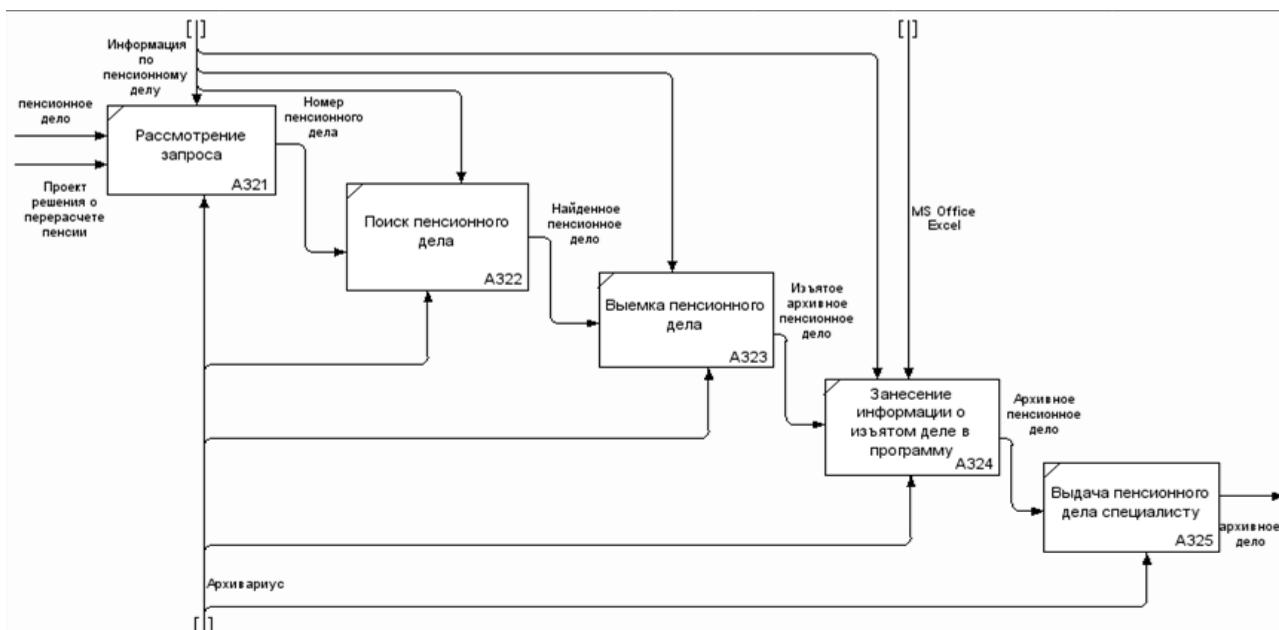 [ ]
[ ]
Информация
по
пенсионному
делу
пенсионное
дело
Номер
пенсионного
дела
Рассмотрение
запроса
A321
Проект
решения о
перерасчете
пенсии
Поиск пенсионного
дела
A322
Найденное
пенсионное
дело
MS Office
Excel
Выемка пенсионного
дела
A323
Изъятое
архивное
пенсионное
дело
Занесение
информации о
изъятом деле в
программу
A324
Архивное
пенсионное
дело
Выдача пенсионного
дела специалисту
A325
архивное
дело
Архивариус
[ ]